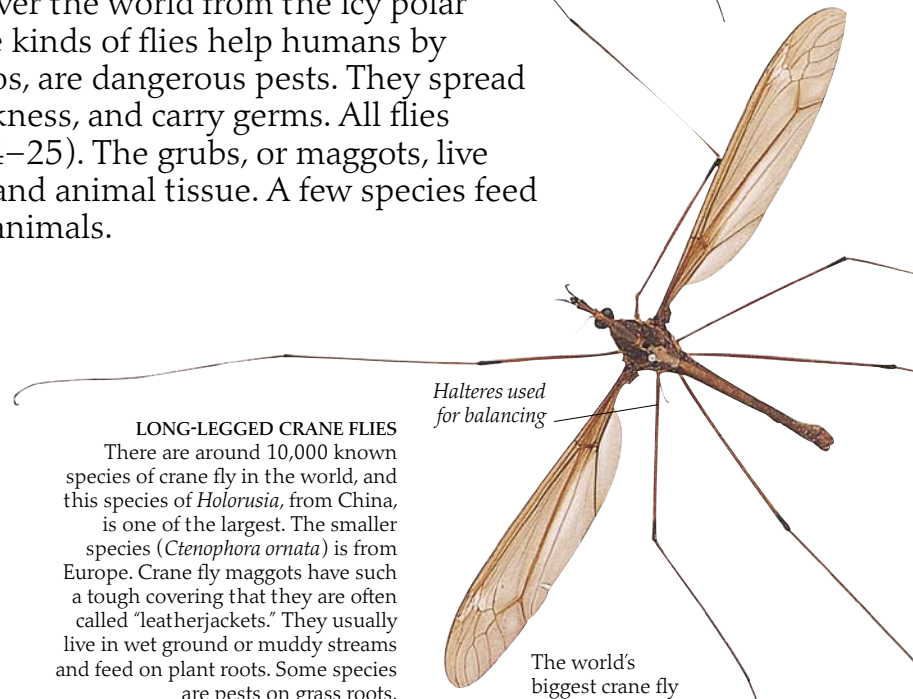 ver the world from the icy polar
kinds of flies help humans by
are dangerous pests. They spread
and carry germs. All flies
–25). The grubs, or maggots, live
and animal tissue. A few species feed
animals.
Halteres used
for balancing
LONG-LEGGED CRANE FLIES
There are around 10,000 known
species of crane fly in the world, and
this species of Holorusia, from China,
is one of the largest. The smaller
species (Ctenophora ornata) is from
Europe. Crane fly maggots have such
a tough covering that they are often
called “leatherjackets.” They usually
live in wet ground or muddy streams
and feed on plant roots. Some species
are pests on grass roots.
The world’s
biggest crane fly